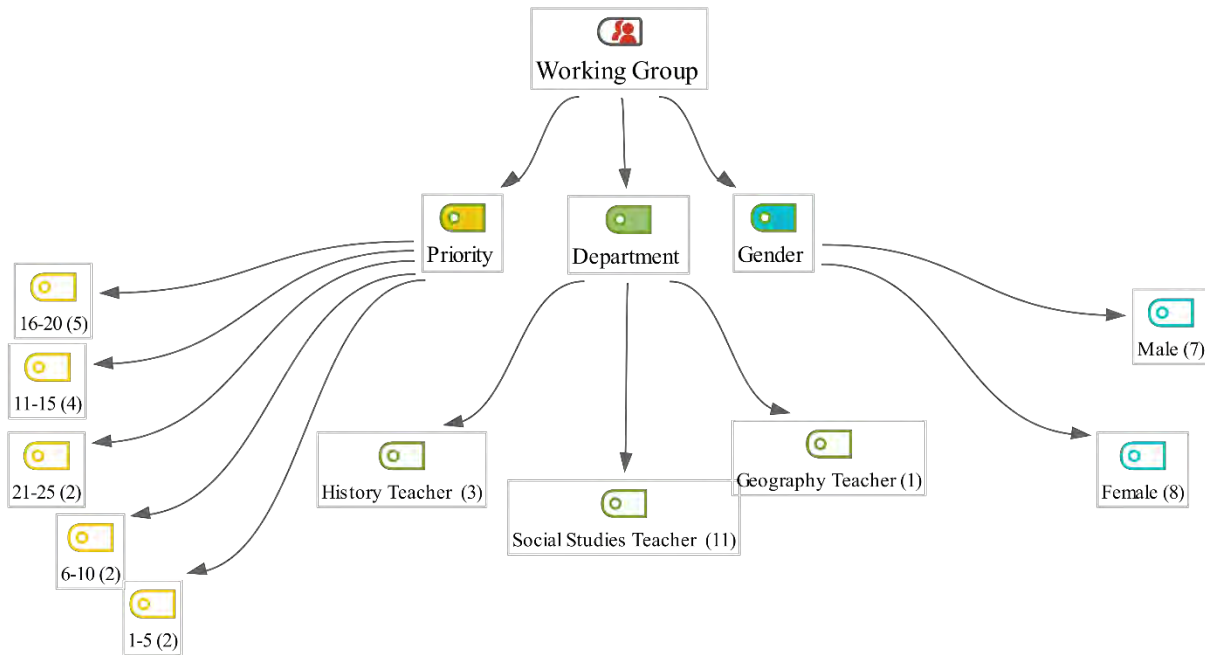 Working Group
Priority
Department
Gender
16-20 (5)
11-15 (4)
21-25 (2)
6-10 (2)
1-5 (2)
History Teacher (3)
Social Studies Teacher (11)
Geography Teacher (1)
Male (7)
Female (8)